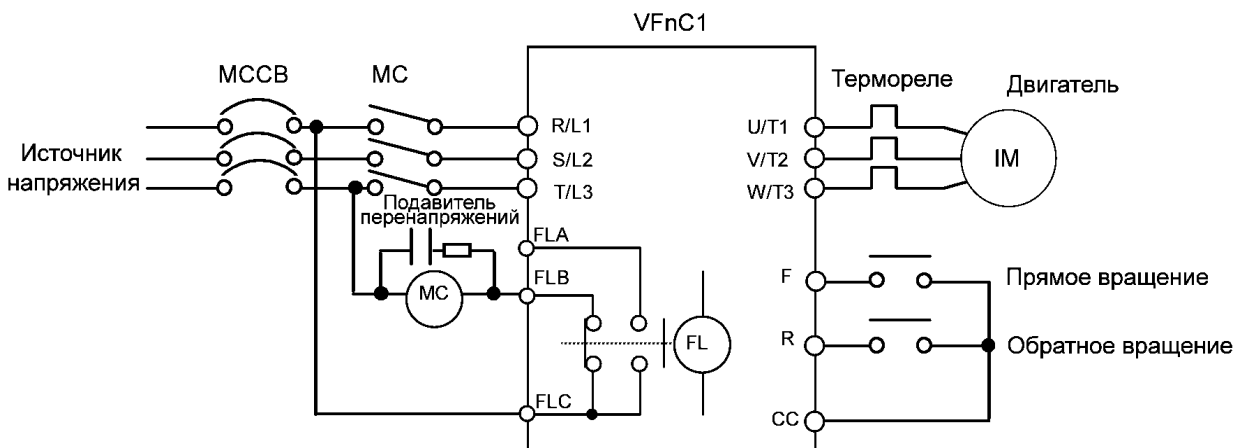 VFnC1
MCCB
MC
Термореле
Двигатель
R/L1
U/T1
Источник
напряжения
S/L2
V/T2
IM
T/L3
W/T3
Подавитель
перенапряжений
FLA
FLB
F
Прямое вращение
MC
FL
R
Обратное вращение
FLC
CC